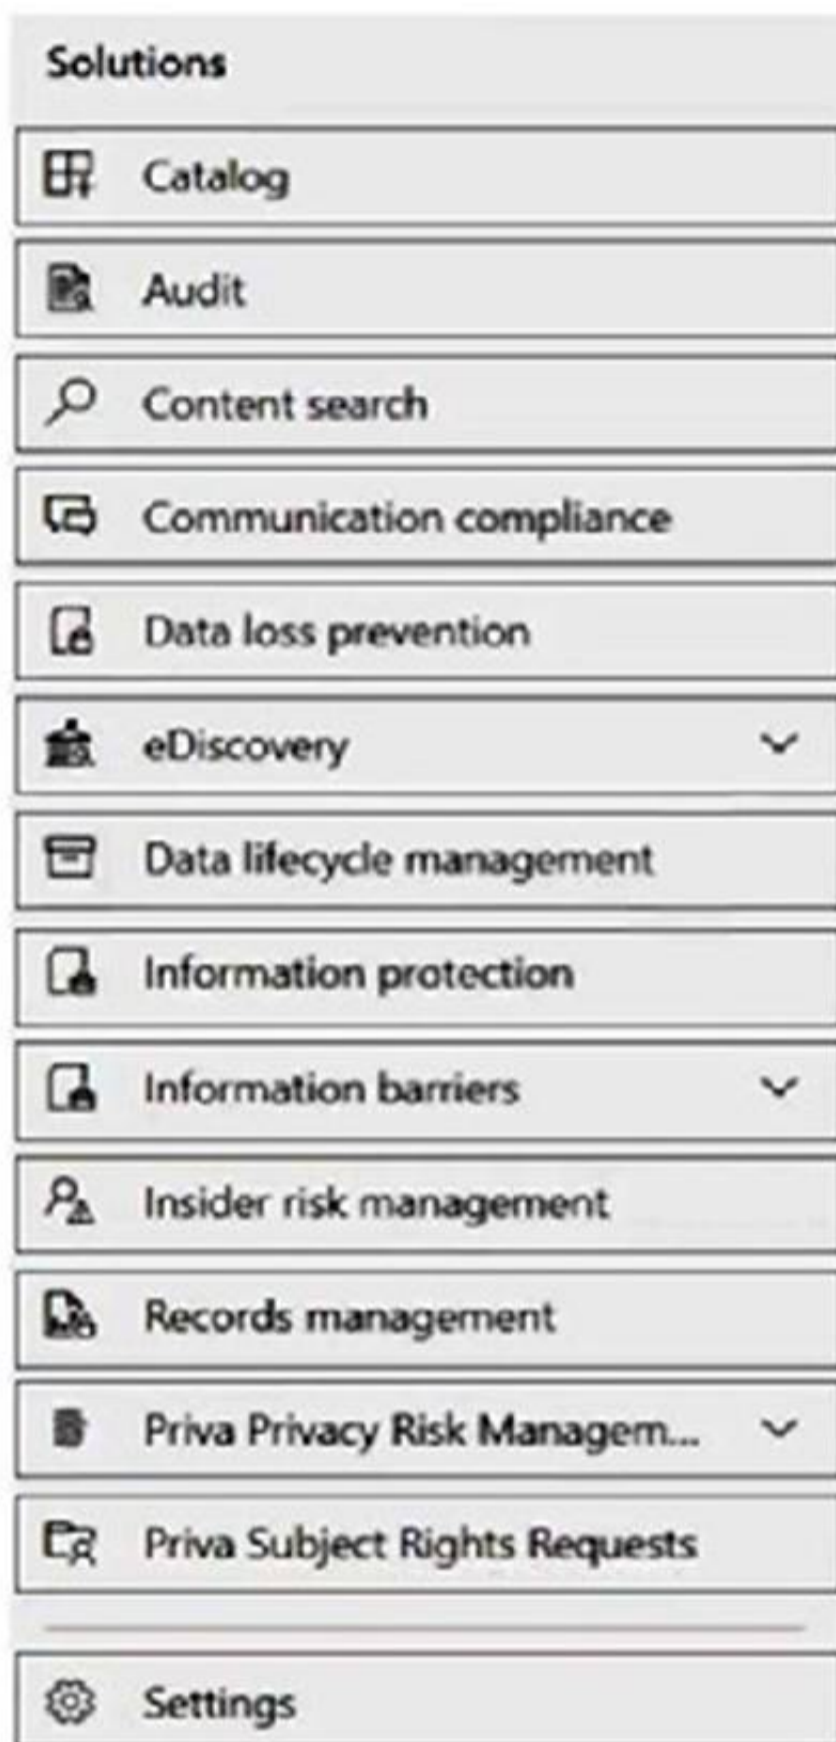 Solutions
Catalog
Audit
Content search
Communication compliance
Data loss prevention
eDiscovery
Data lifecycle management
Information protection
Information barriers
Insider risk management
Records management
Priva Privacy Risk Managem...
Priva Subject Rights Requests
Settings